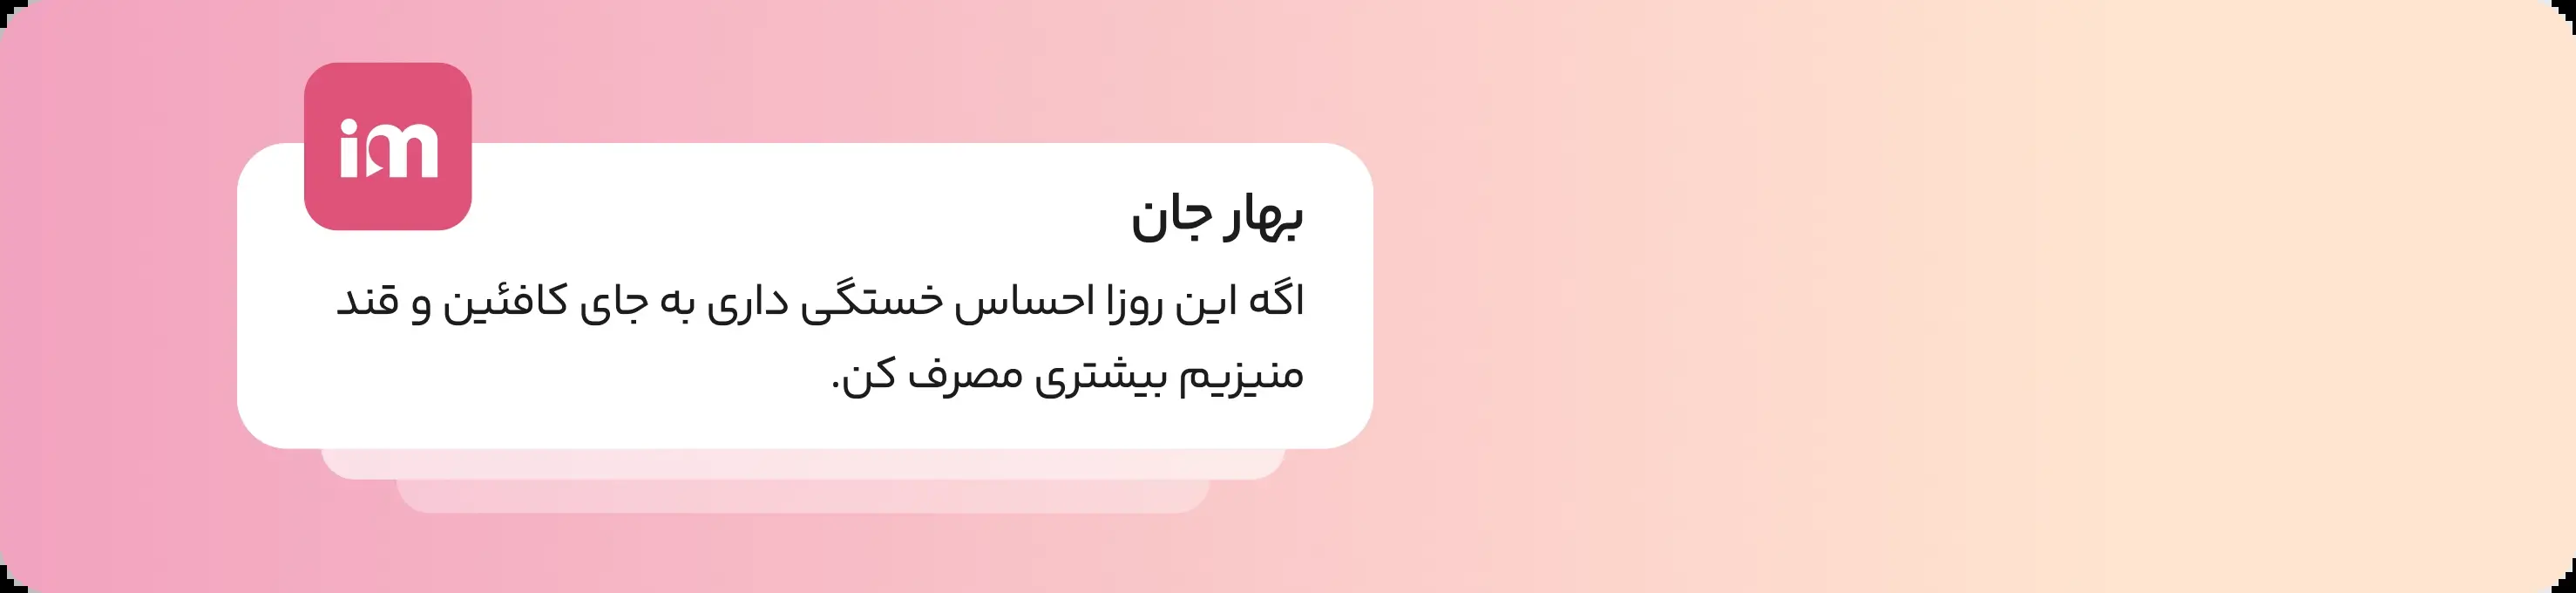 im
بهار جان
اگه این روزا احساس خستگی داری به جای کافئین و قند
منیزیم بیشتری مصرف کن.